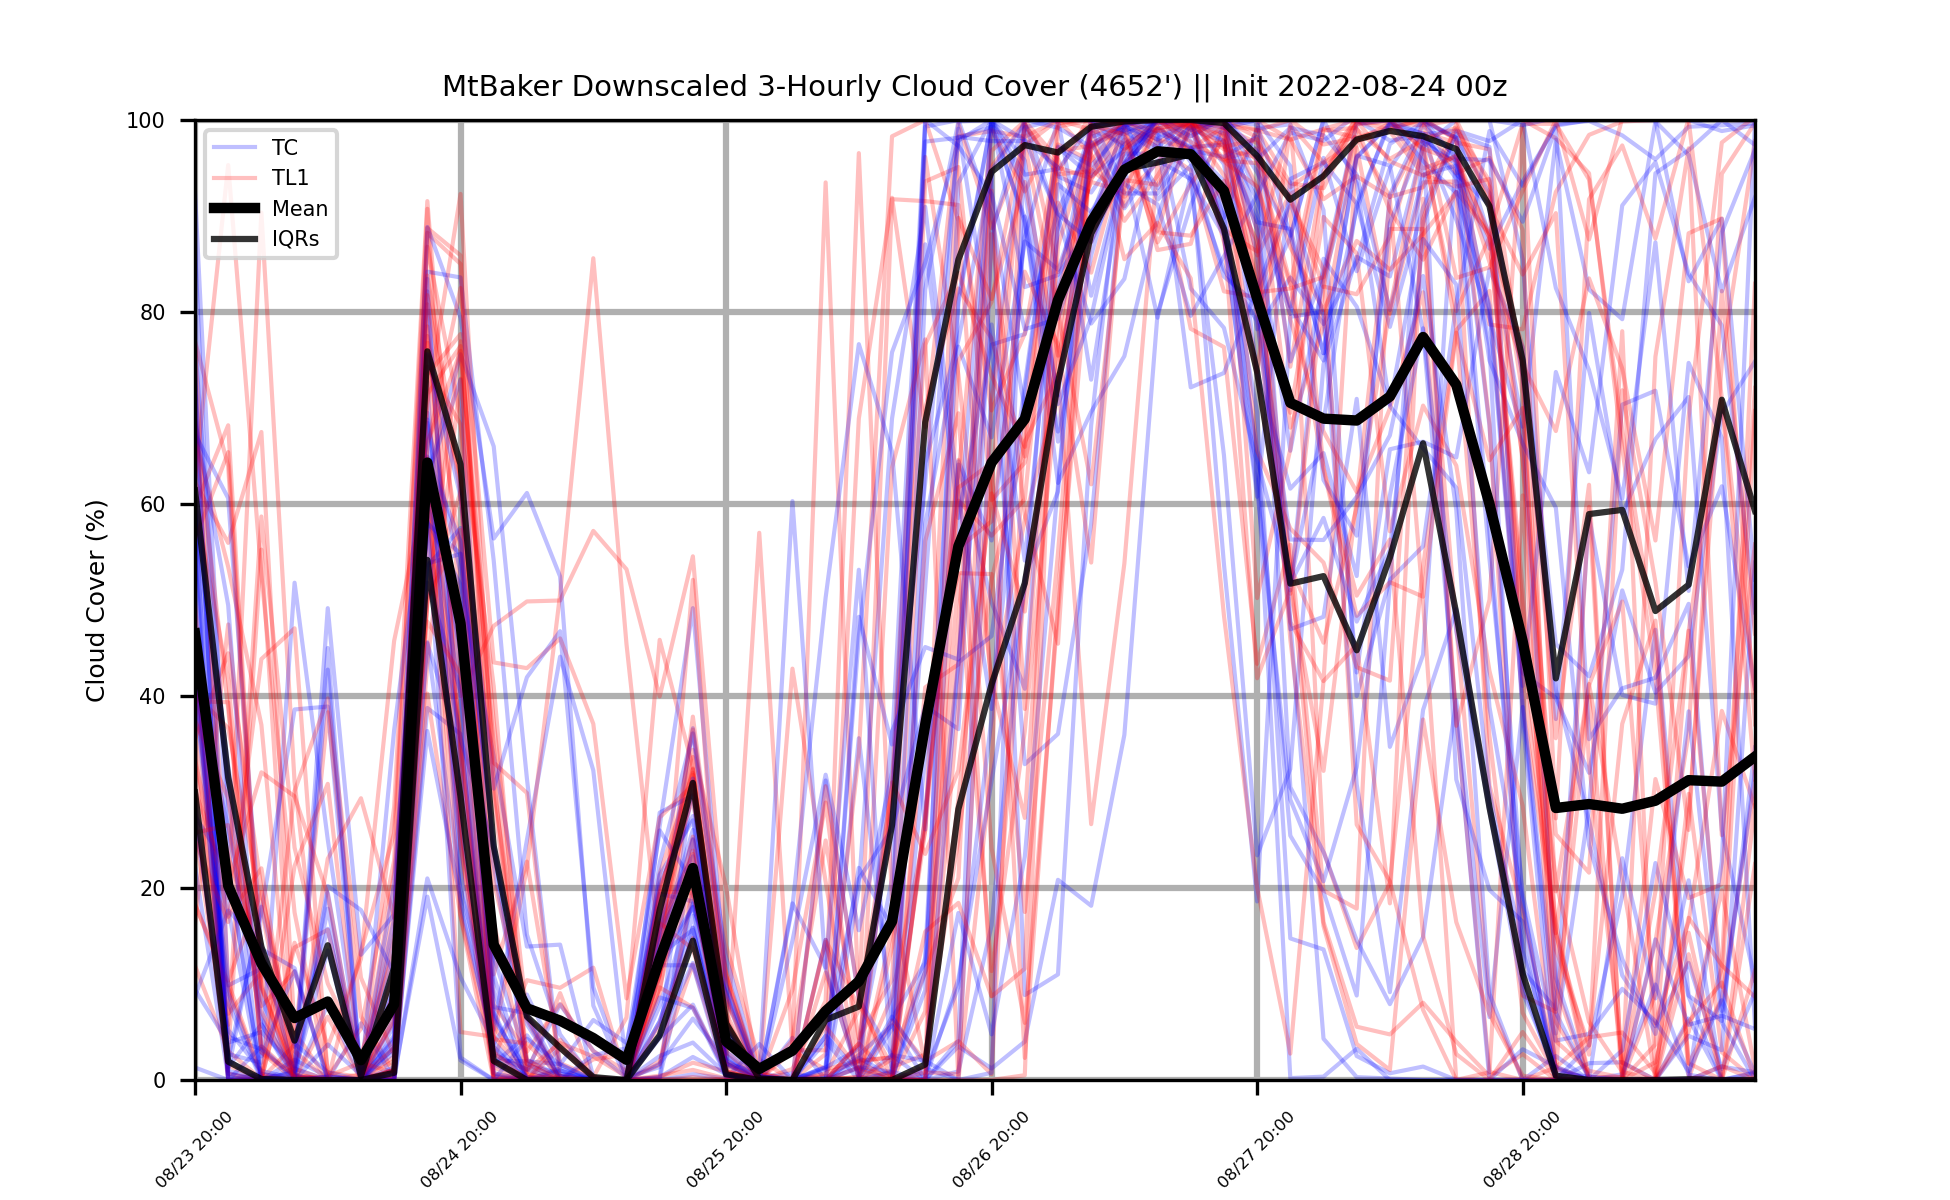 MtBaker Downscaled 3-Hourly Cloud Cover (4652') || Init 2022-08-24 00z
100
80
60
40
20
0
Cloud Cover (%)
TC
TL1
Mean
IQRs
08/23 20:00
08/24 20:00
08/25 20:00
08/26 20:00
08/27 20:00
08/28 20:00